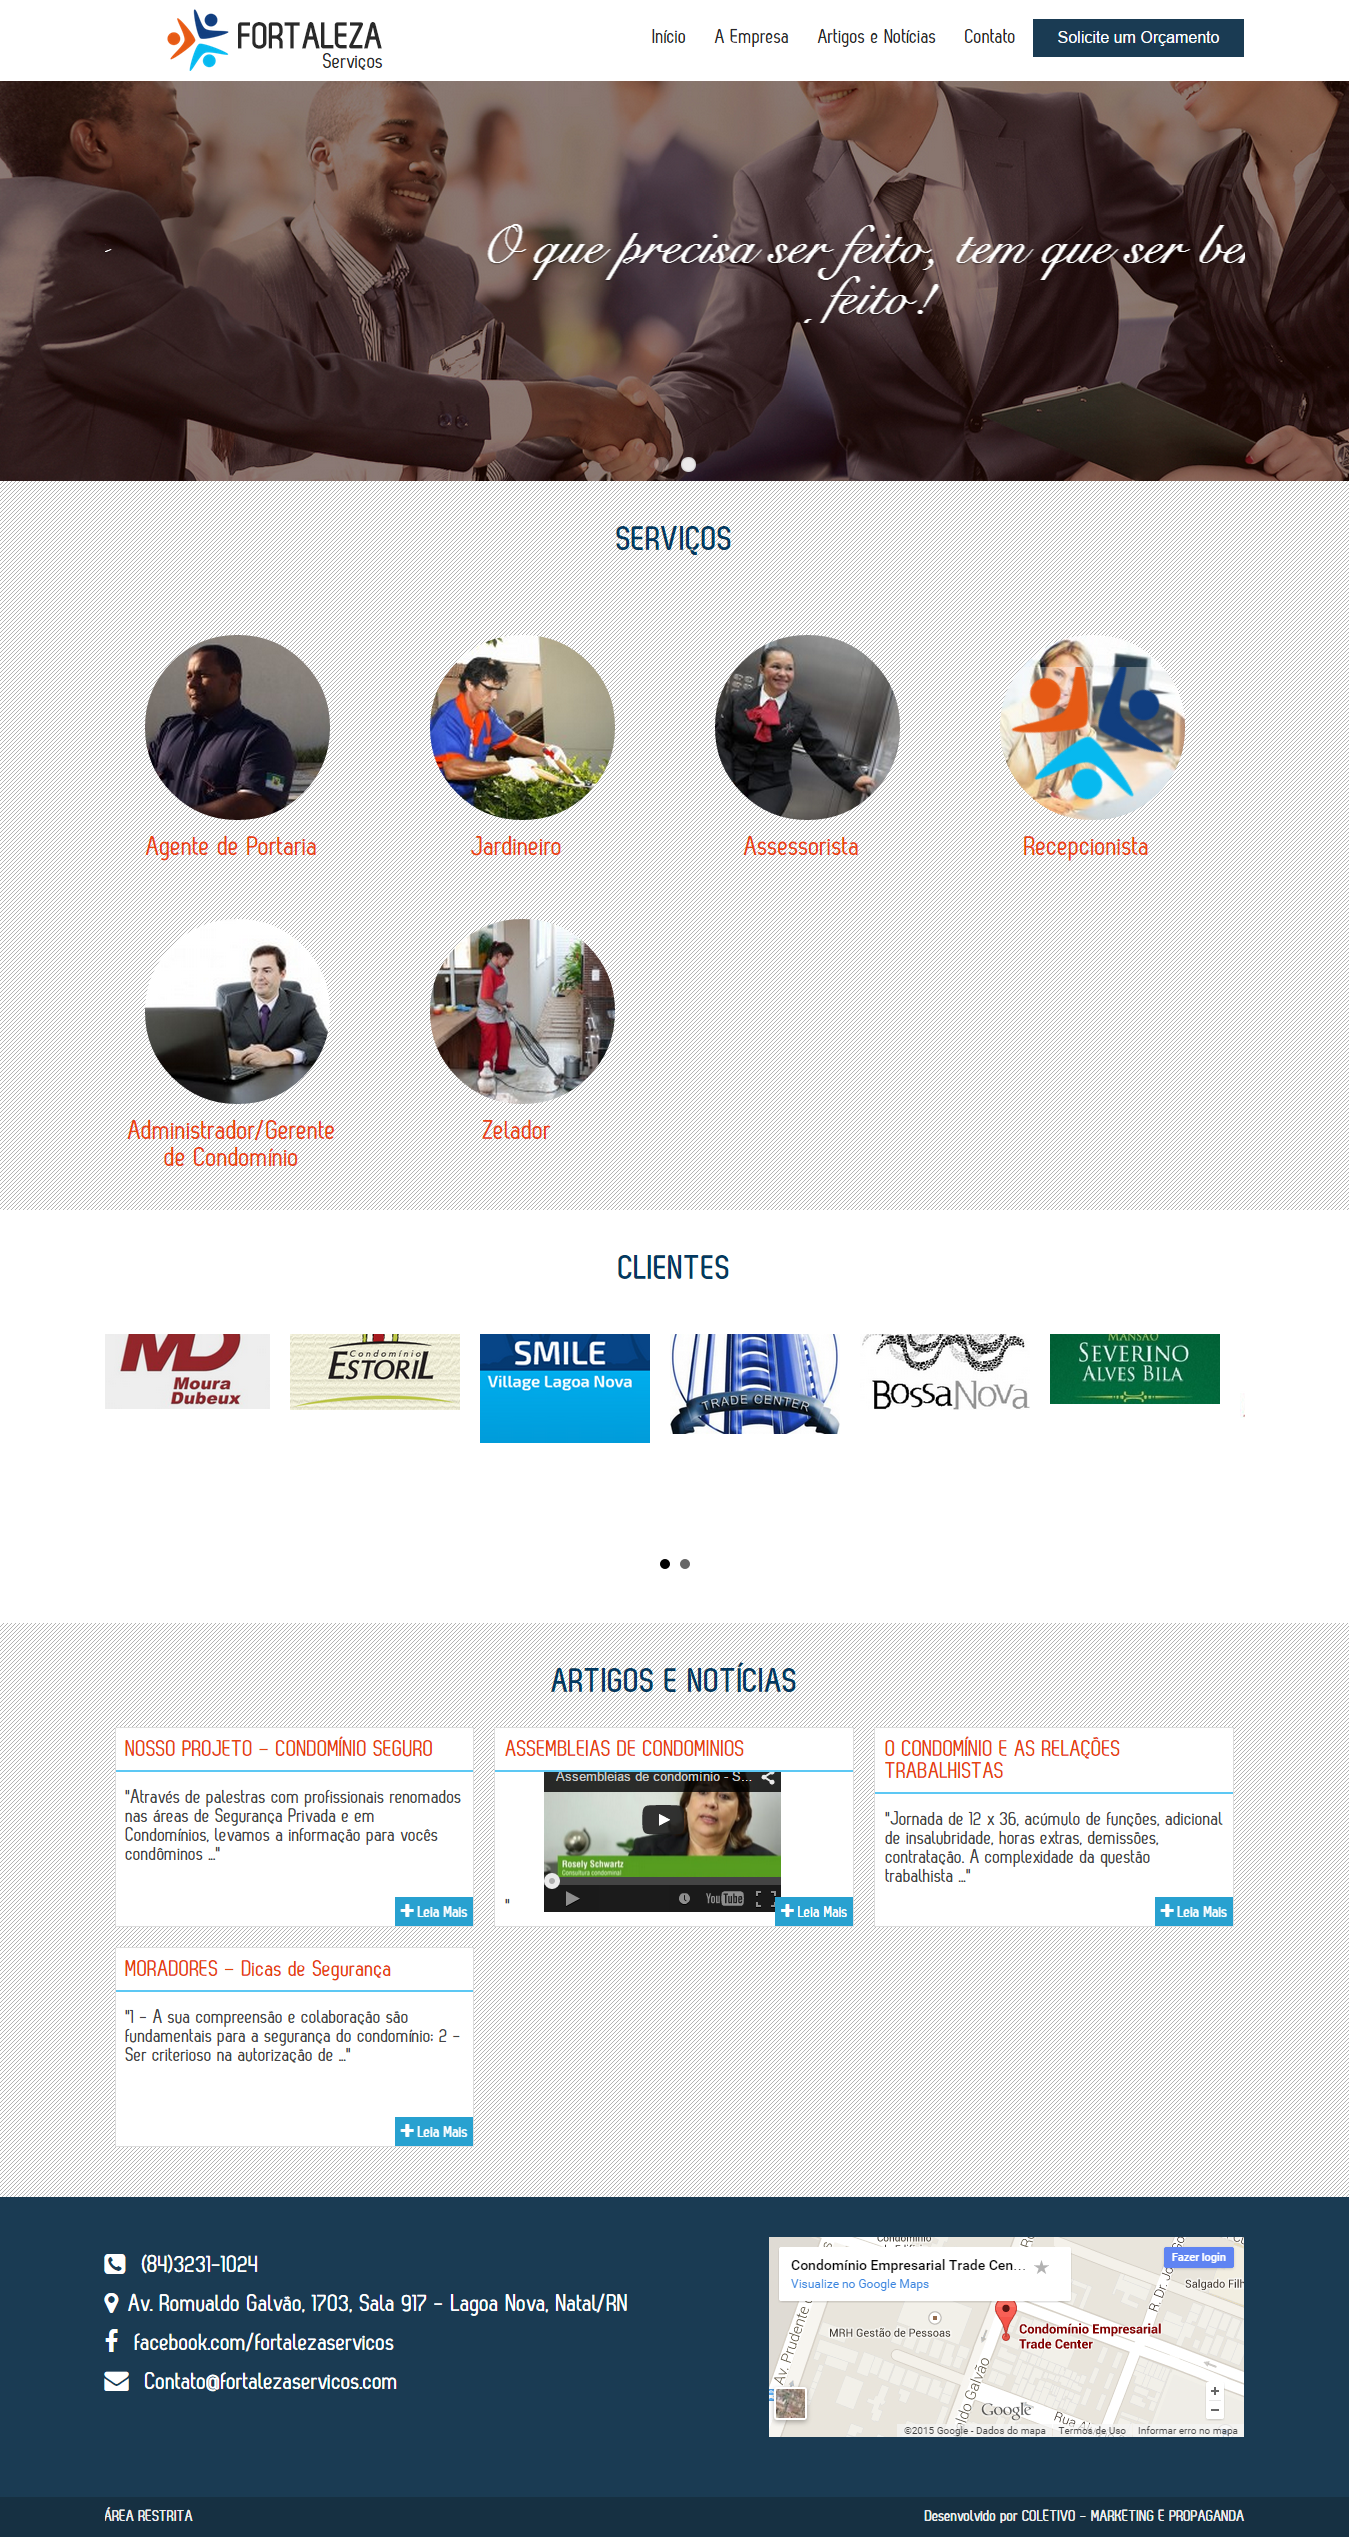 FORTALEZA
Serviços
Início A Empresa Artigos e Notícias Contato Solicite um Orçamento
O que precisa ser feito, tem que ser be
feito!
SERVIÇOS
Agente de Portaria
Jardineiro
Assessorista
Recepcionista
Administrador/Gerente
de Condomínio
Zelador
CLIENTES
MD
Moura
Dubeux
Condomínio
ESTORIL
SMILE
Village Lagoa Nova
TRADE CENTER
BOSSANOVA
MANSÃO
SEVERINO
ALVES BILA
ARTIGOS E NOTÍCIAS
NOSSO PROJETO – CONDOMÍNIO SEGURO
"Através de palestras com profissionais renomados
nas áreas de Segurança Privada e em
Condomínios, levamos a informação para vocês
condôminos ..."
Leia Mais
ASSEMBLEIAS DE CONDOMINIOS
Assembleias de condomínio - S...
Rosely Schwartz
Consultura condominal
YouTube
"
Leia Mais
O CONDOMÍNIO E AS RELAÇÕES
TRABALHISTAS
"Jornada de 12 x 36, acúmulo de funções, adicional
de insalubridade, horas extras, demissões,
contratação. A complexidade da questão
trabalhista ..."
Leia Mais
MORADORES – Dicas de Segurança
"1 - A sua compreensão e colaboração são
fundamentais para a segurança do condomínio; 2 -
Ser criterioso na autorização de ..."
Leia Mais
(84)3231-1024
Av. Romualdo Galvão, 1703, Sala 917 - Lagoa Nova, Natal/RN
facebook.com/fortalezaservicos
Contato@fortalezaservicos.com
Condomínio Empresarial Trade Cen...
Visualize no Google Maps
Fazer login
Salgado Filh
R. Dr. Jo
Av. Prudente
MRH Gestão de Pessoas
Condomínio Empresarial
Trade Center
aldo Galvão
Google
Rua Al
©2015 Google - Dados do mapa Termos de Uso Informar erro no mapa
ÁREA RESTRITA
Desenvolvido por COLETIVO - MARKETING E PROPAGANDA